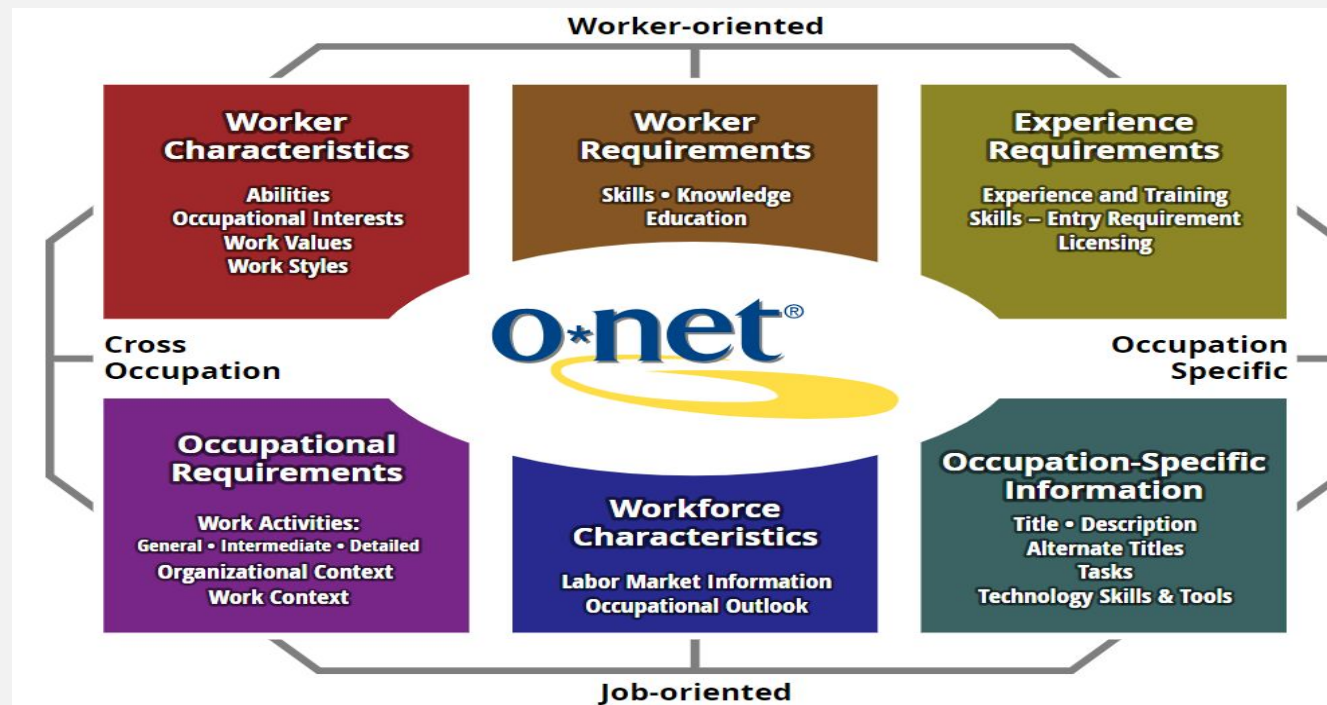 Worker-oriented
Worker
Characteristics
Abilities
Occupational Interests
Work Values
Work Styles
Worker
Requirements
Skills • Knowledge
Education
Experience
Requirements
Experience and Training
Skills – Entry Requirement
Licensing
Cross
Occupation
o*net®
Occupation
Specific
Occupational
Requirements
Work Activities:
General • Intermediate • Detailed
Organizational Context
Work Context
Workforce
Characteristics
Labor Market Information
Occupational Outlook
Occupation-Specific
Information
Title • Description
Alternate Titles
Tasks
Technology Skills & Tools
Job-oriented